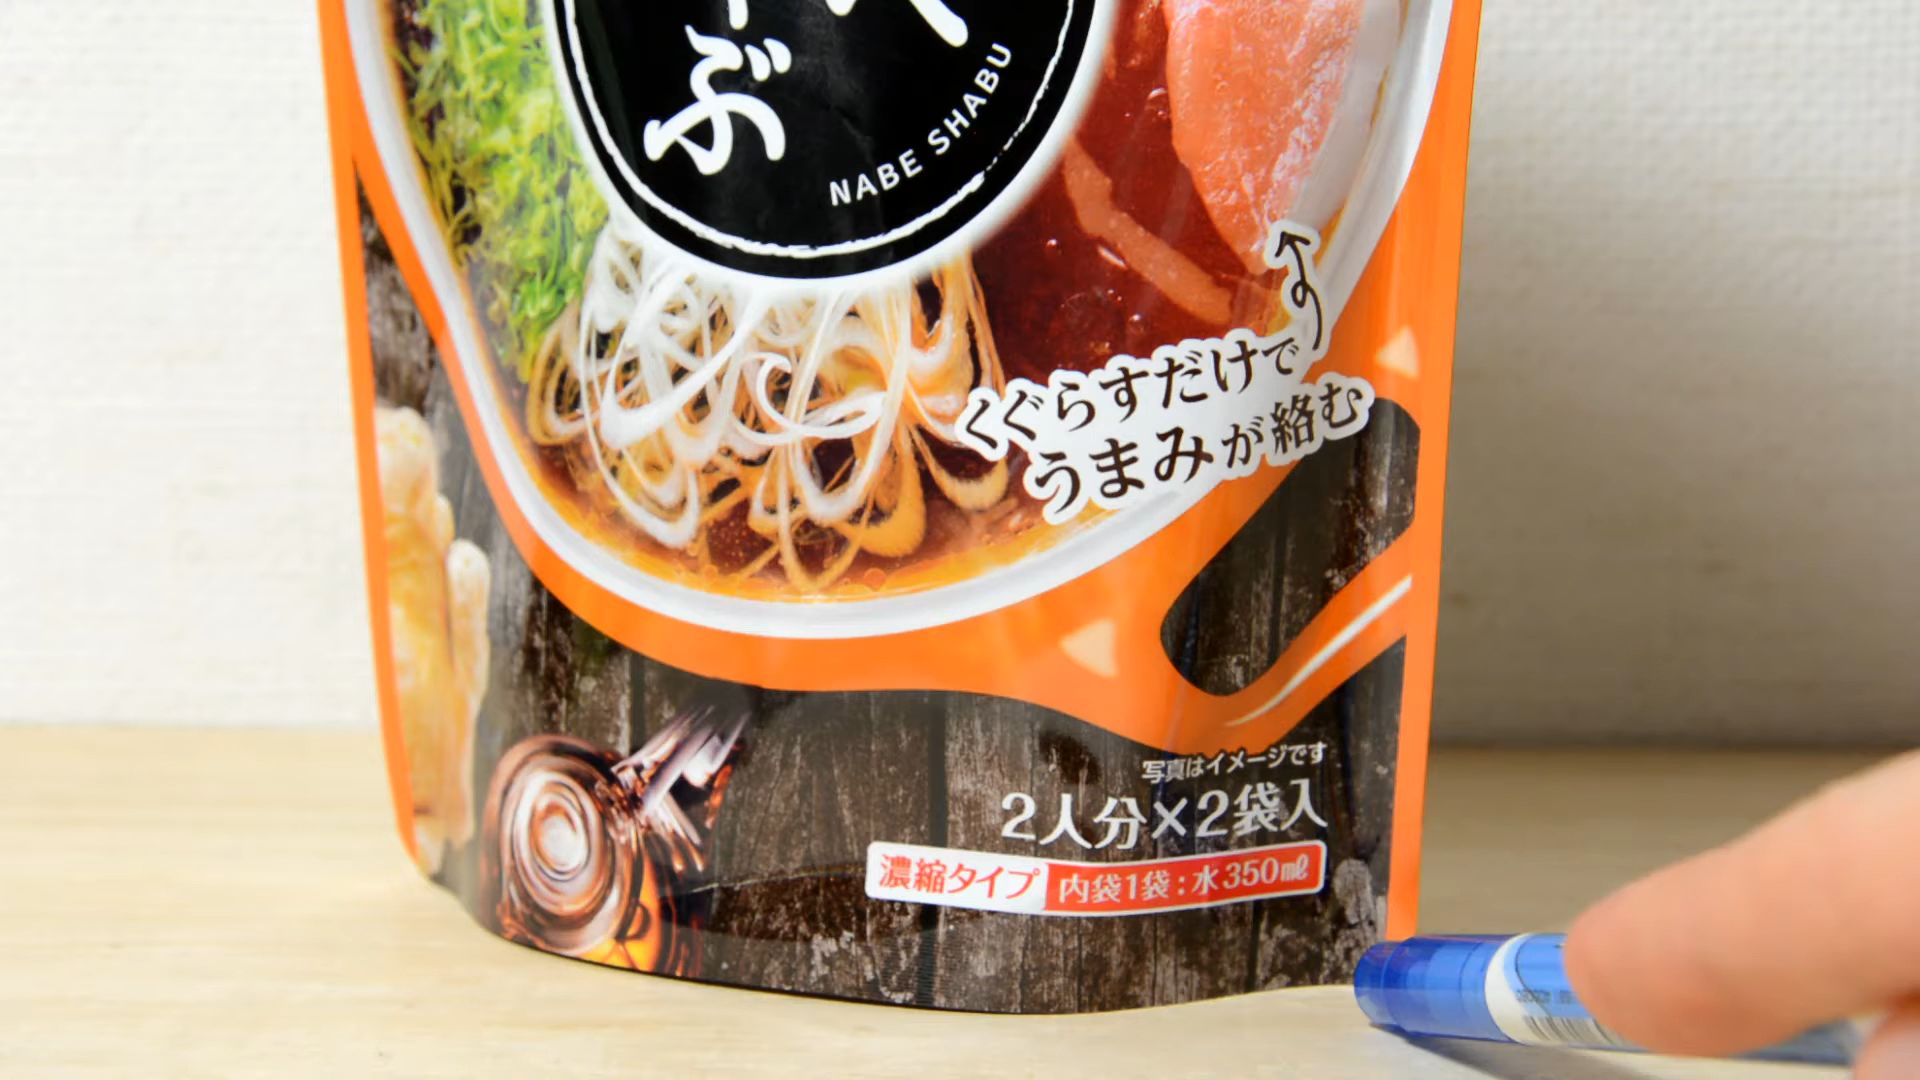 ぶ
NABE SHABU
くぐらすだけで
うまみが絡む
写真はイメージです
2人分×2袋入
濃縮タイプ 内袋1袋:水350㎖